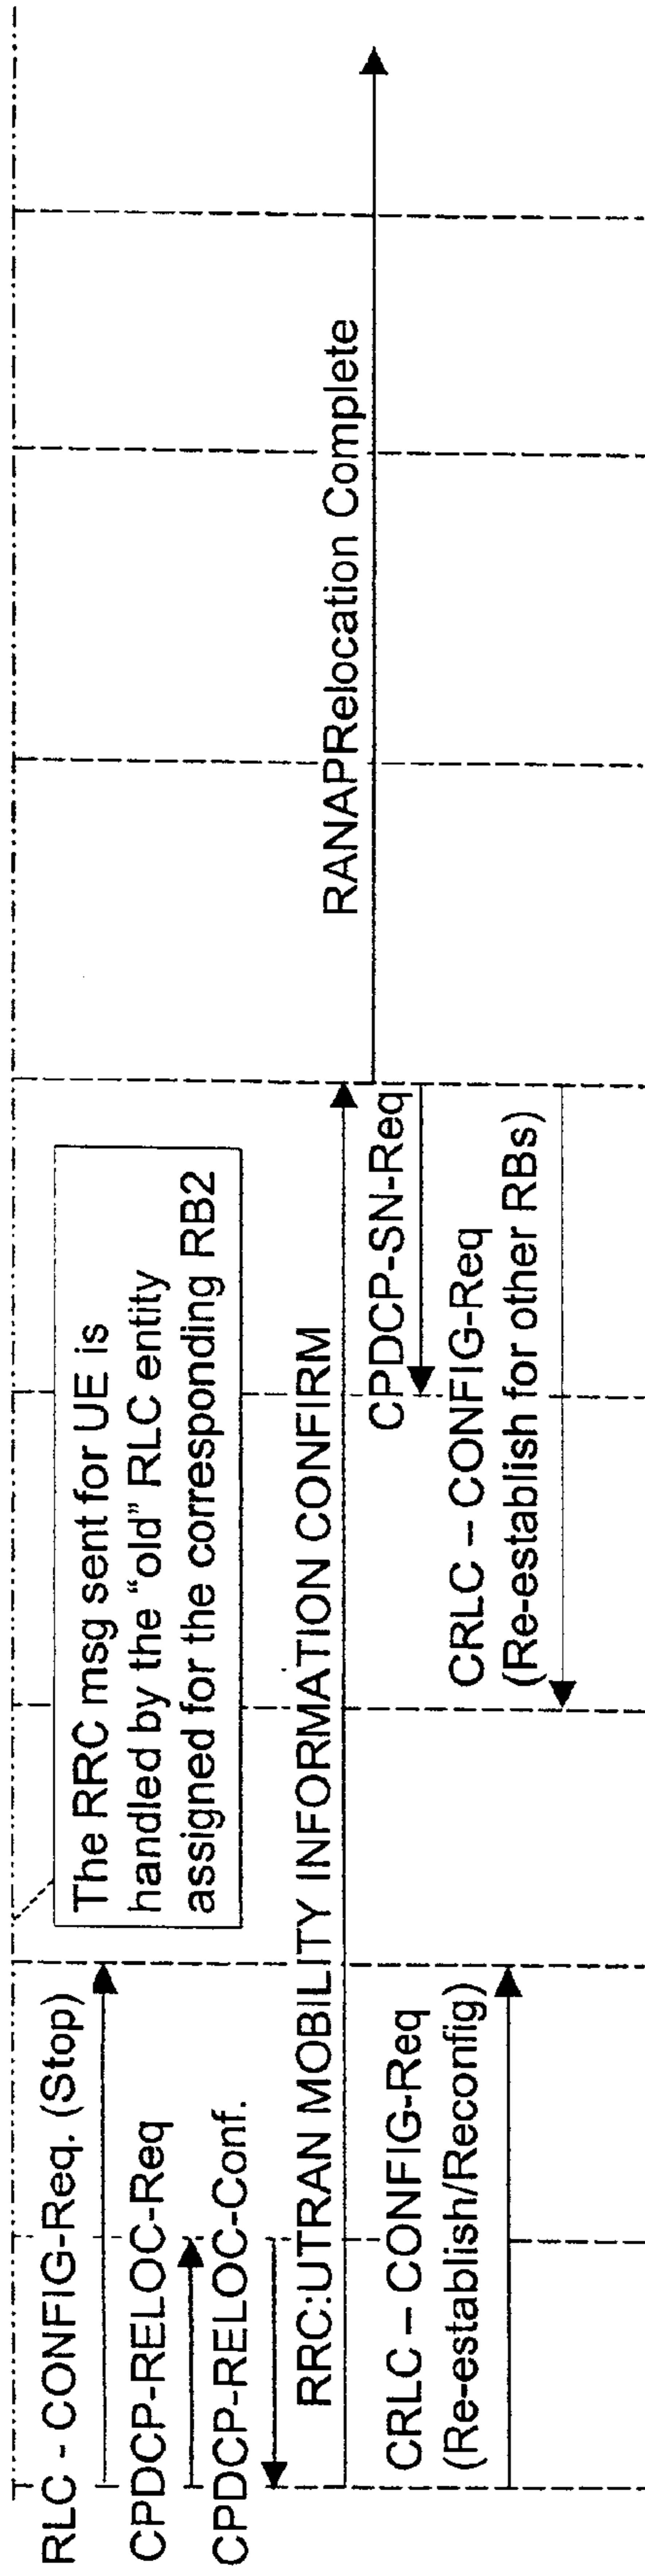 RLC - CONFIG-Req. (Stop)
The RRC msg sent for UE is
handled by the “old” RLC entity
assigned for the corresponding RB2
CPDCP-RELOC-Req
CPDCP-RELOC-Conf.
RRC:UTRAN MOBILITY INFORMATION CONFIRM
RANAPRelocation Complete
CPDCP-SN-Req
CRLC – CONFIG-Req
(Re-establish/Reconfig)
CRLC – CONFIG-Req
(Re-establish for other RBs)